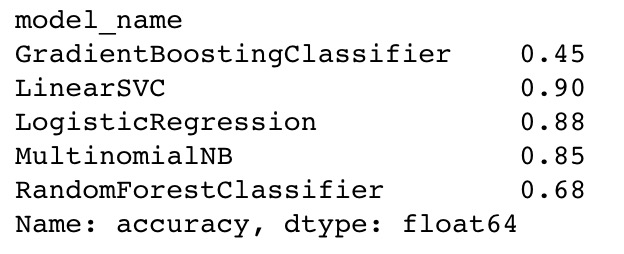 model_name
GradientBoostingClassifier    0.45
LinearSVC                     0.90
LogisticRegression            0.88
MultinomialNB                 0.85
RandomForestClassifier        0.68
Name: accuracy, dtype: float64